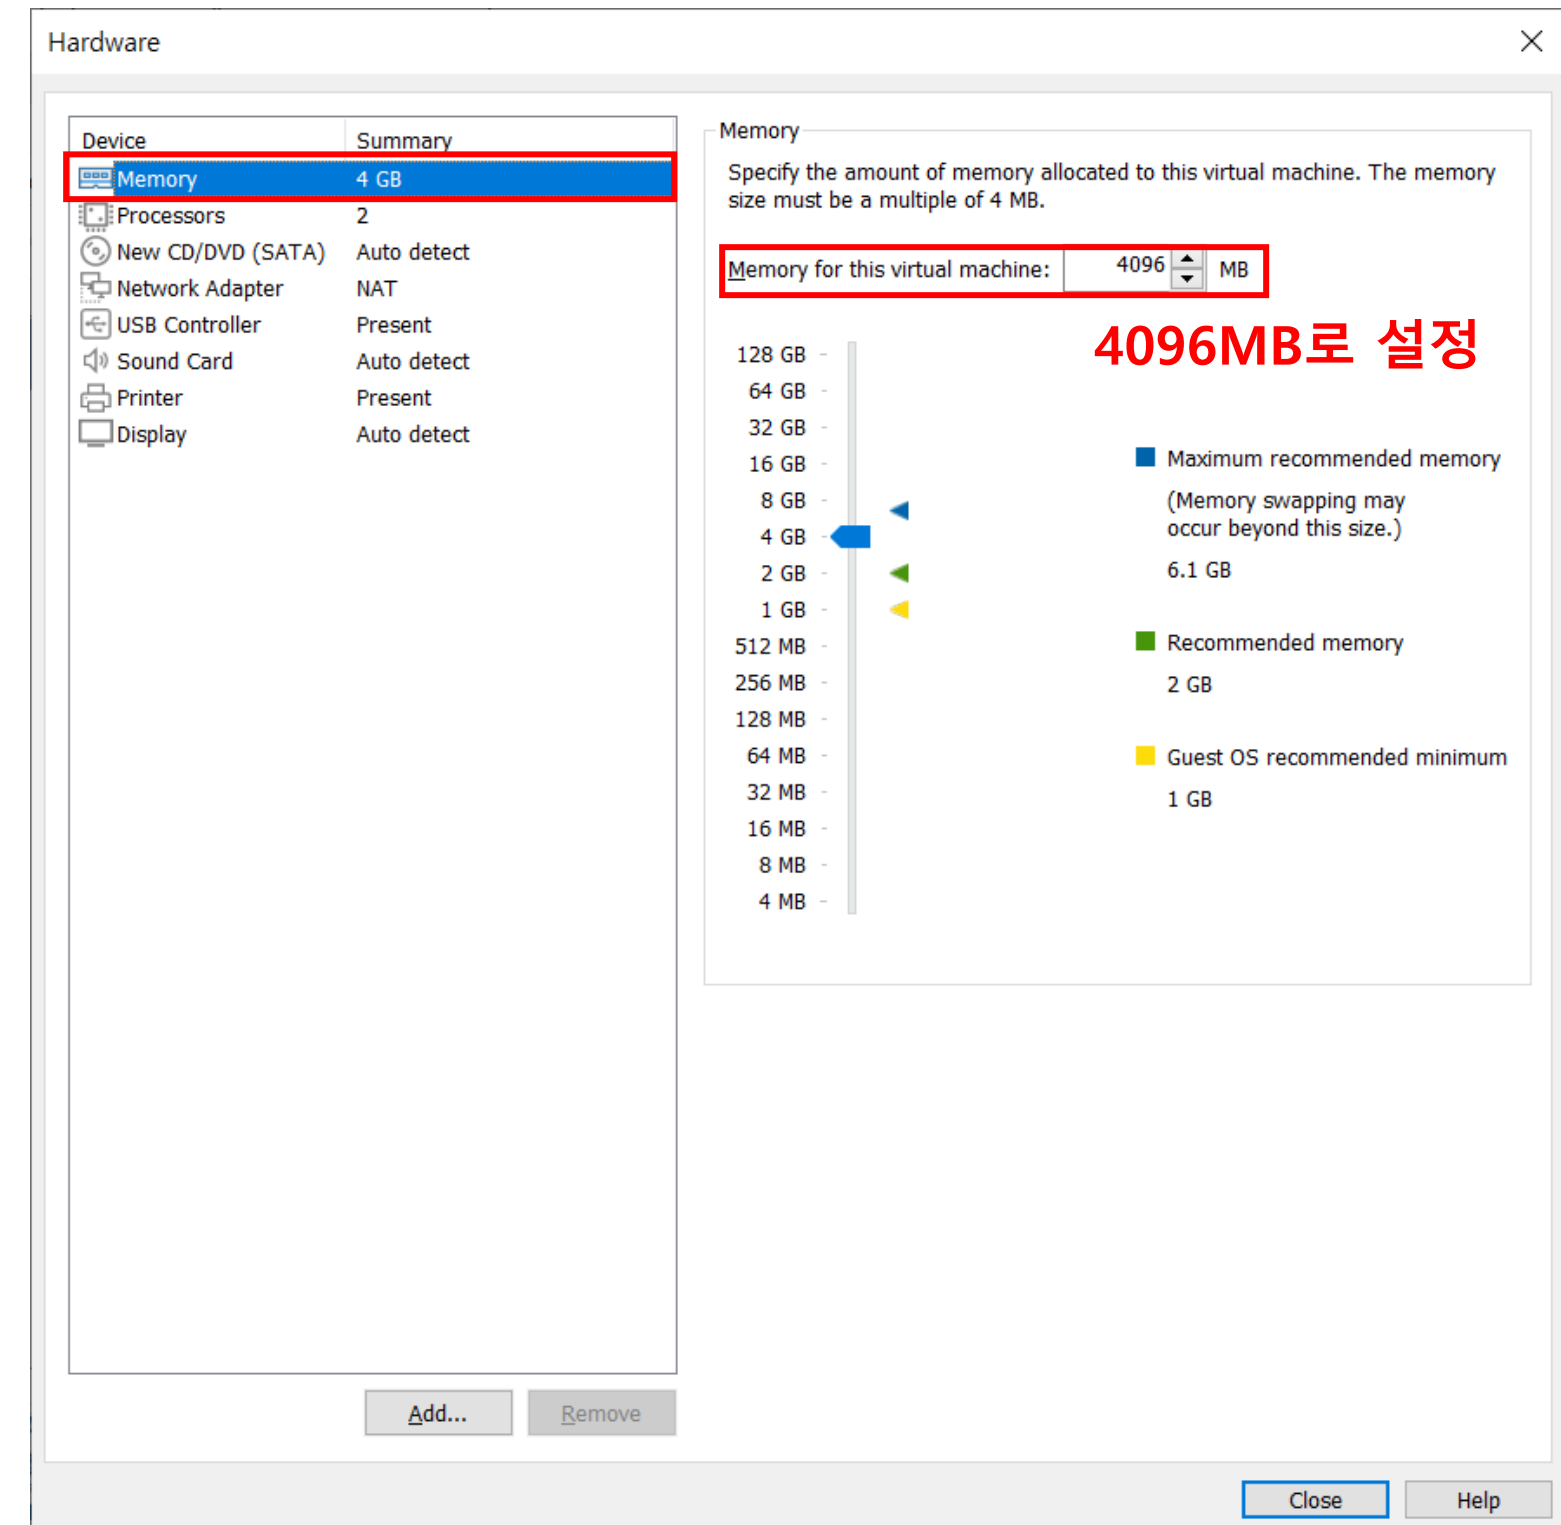 Hardware
Device Summary
Memory 4 GB
Processors 2
New CD/DVD (SATA) Auto detect
Network Adapter NAT
USB Controller Present
Sound Card Auto detect
Printer Present
Display Auto detect
Add... Remove
Memory
Specify the amount of memory allocated to this virtual machine. The memory
size must be a multiple of 4 MB.
Memory for this virtual machine: 4096 MB
4096MB로 설정
128 GB
64 GB
32 GB
16 GB
8 GB
4 GB
2 GB
1 GB
512 MB
256 MB
128 MB
64 MB
32 MB
16 MB
8 MB
4 MB
Maximum recommended memory
(Memory swapping may
occur beyond this size.)
6.1 GB
Recommended memory
2 GB
Guest OS recommended minimum
1 GB
Close Help